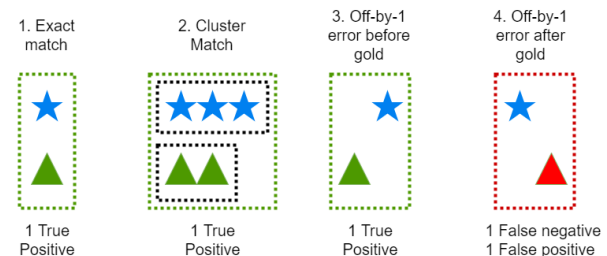 1. Exact
match
2. Cluster
Match
3. Off-by-1
error before
gold
4. Off-by-1
error after
gold
1 True
Positive
1 True
Positive
1 True
Positive
1 False negative
1 False positive